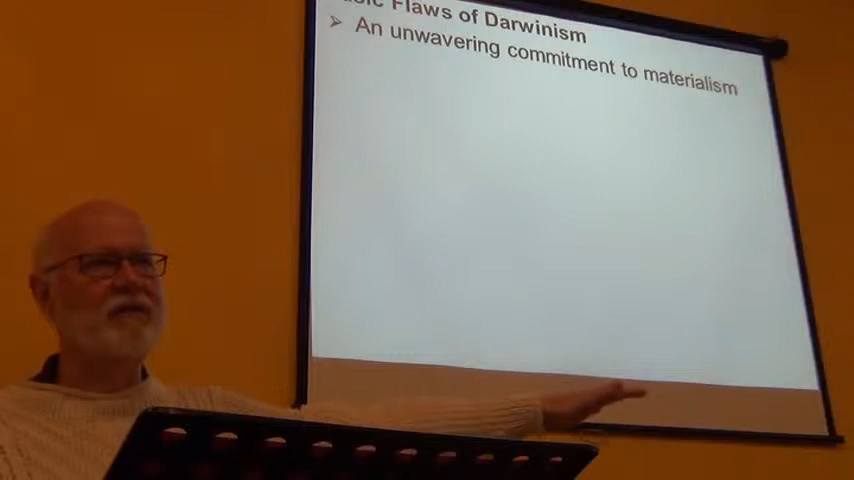 Flaws of Darwinism
➢ An unwavering commitment to materialism